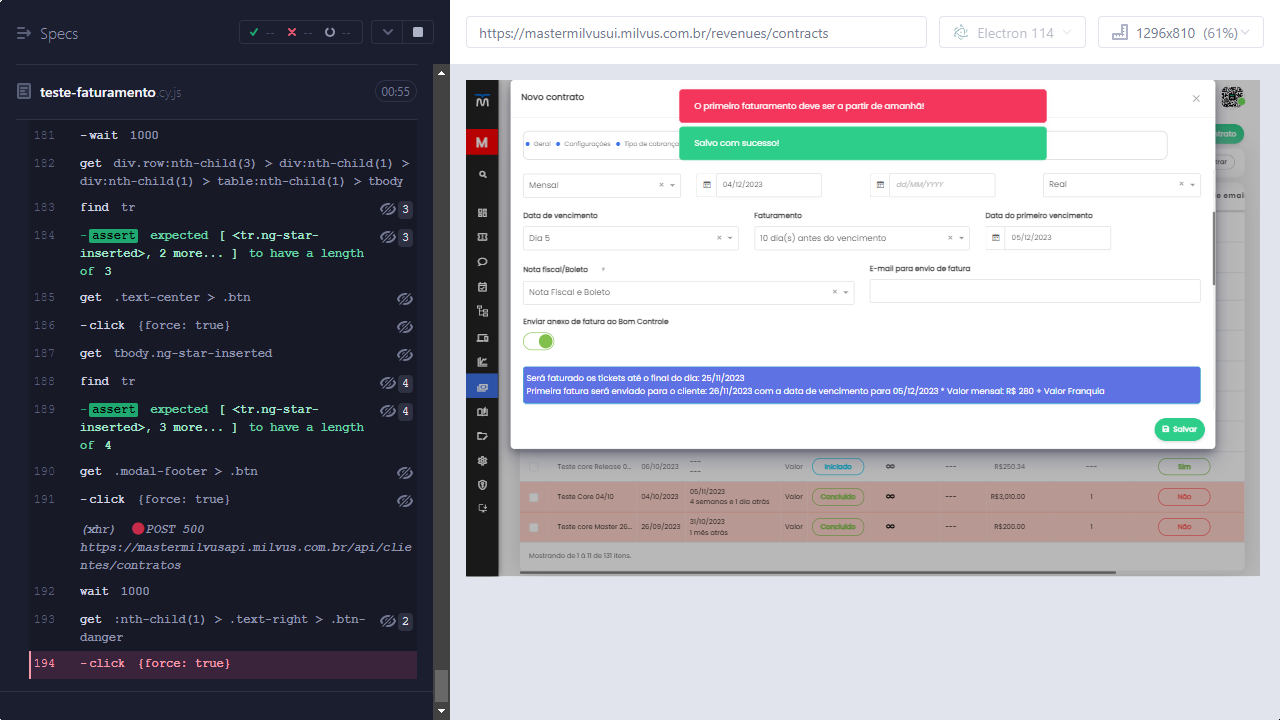 Specs
-- -- --
teste-faturamento.cy.js 00:55
181 -wait 1000
182 get div.row:nth-child(3) > div:nth-child(1) >
div:nth-child(1) > table:nth-child(1) > tbody
183 find tr 3
184 -assert expected [ <tr.ng-star-
inserted>, 2 more... ] to have a length
of 3
3
185 get .text-center > .btn
186 -click {force: true}
187 get tbody.ng-star-inserted
188 find tr 4
189 -assert expected [ <tr.ng-star-
inserted>, 3 more... ] to have a length
of 4
4
190 get .modal-footer > .btn
191 -click {force: true}
(xhr) POST 500
https://mastermilvusapi.milvus.com.br/api/clie
ntes/contratos
192 wait 1000
193 get :nth-child(1) > .text-right > .btn-
danger
2
194 -click {force: true}
https://mastermilvusui.milvus.com.br/revenues/contracts
Electron 114
1296x810 (61%)
M
Novo contrato
×
O primeiro faturamento deve ser a partir de amanhã!
Salvo com sucesso!
Geral Configurações Tipo de cobrança
Mensal × 04/12/2023 dd/MM/YYYY Real ×
Data de vencimento Faturamento Data do primeiro vencimento
Dia 5 × 10 dia(s) antes do vencimento × 05/12/2023
Nota fiscal/Boleto * E-mail para envio de fatura
Nota Fiscal e Boleto ×
Enviar anexo de fatura ao Bom Controle
Será faturado os tickets até o final do dia: 25/11/2023
Primeira fatura será enviado para o cliente: 26/11/2023 com a data de vencimento para 05/12/2023 * Valor mensal: R$ 280 + Valor Franquia
Salvar
trato
rar
e emai
Teste core Release 0... 06/10/2023 --- --- Valor Iniciado ∞ --- R$250.34 --- Sim
Teste Core 04/10 04/10/2023 05/11/2023 4 semanas e 1 dia atrás Valor Concluído ∞ --- R$3,010.00 1 Não
Teste core Master 26... 26/09/2023 31/10/2023 1 mês atrás Valor Concluído ∞ --- R$200.00 1 Não
Mostrando de 1 à 11 de 131 itens.